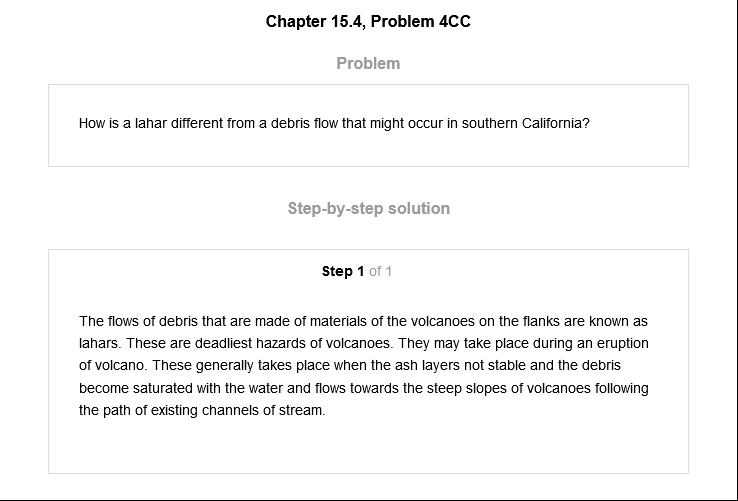 Chapter 15.4, Problem 4CC
Problem
How is a lahar different from a debris flow that might occur in southern California?
Step-by-step solution
Step 1 of 1
The flows of debris that are made of materials of the volcanoes on the flanks are known as
lahars. These are deadliest hazards of volcanoes. They may take place during an eruption
of volcano. These generally takes place when the ash layers not stable and the debris
become saturated with the water and flows towards the steep slopes of volcanoes following
the path of existing channels of stream.